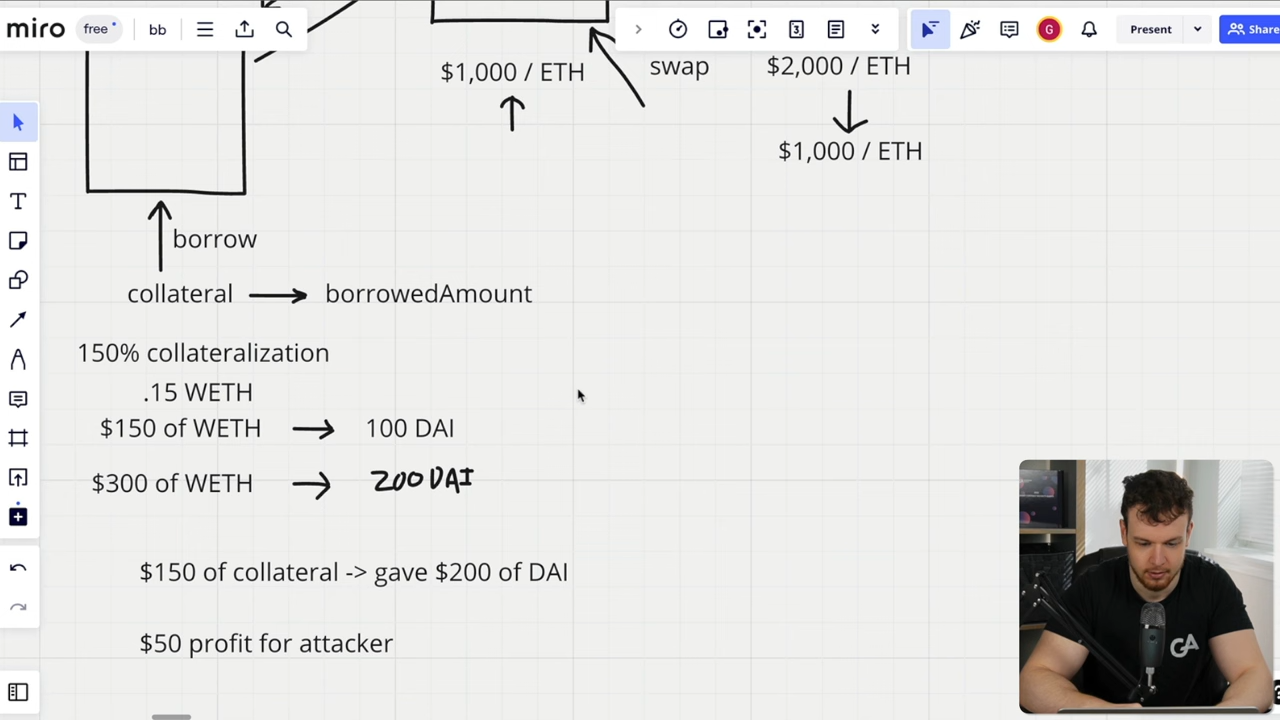 miro free bb Present Share
$1,000 / ETH swap $2,000 / ETH
$1,000 / ETH
borrow
collateral borrowedAmount
150% collateralization
.15 WETH
$150 of WETH 100 DAI
$300 of WETH 200 DAI
$150 of collateral -> gave $200 of DAI
$50 profit for attacker
G
3
GA